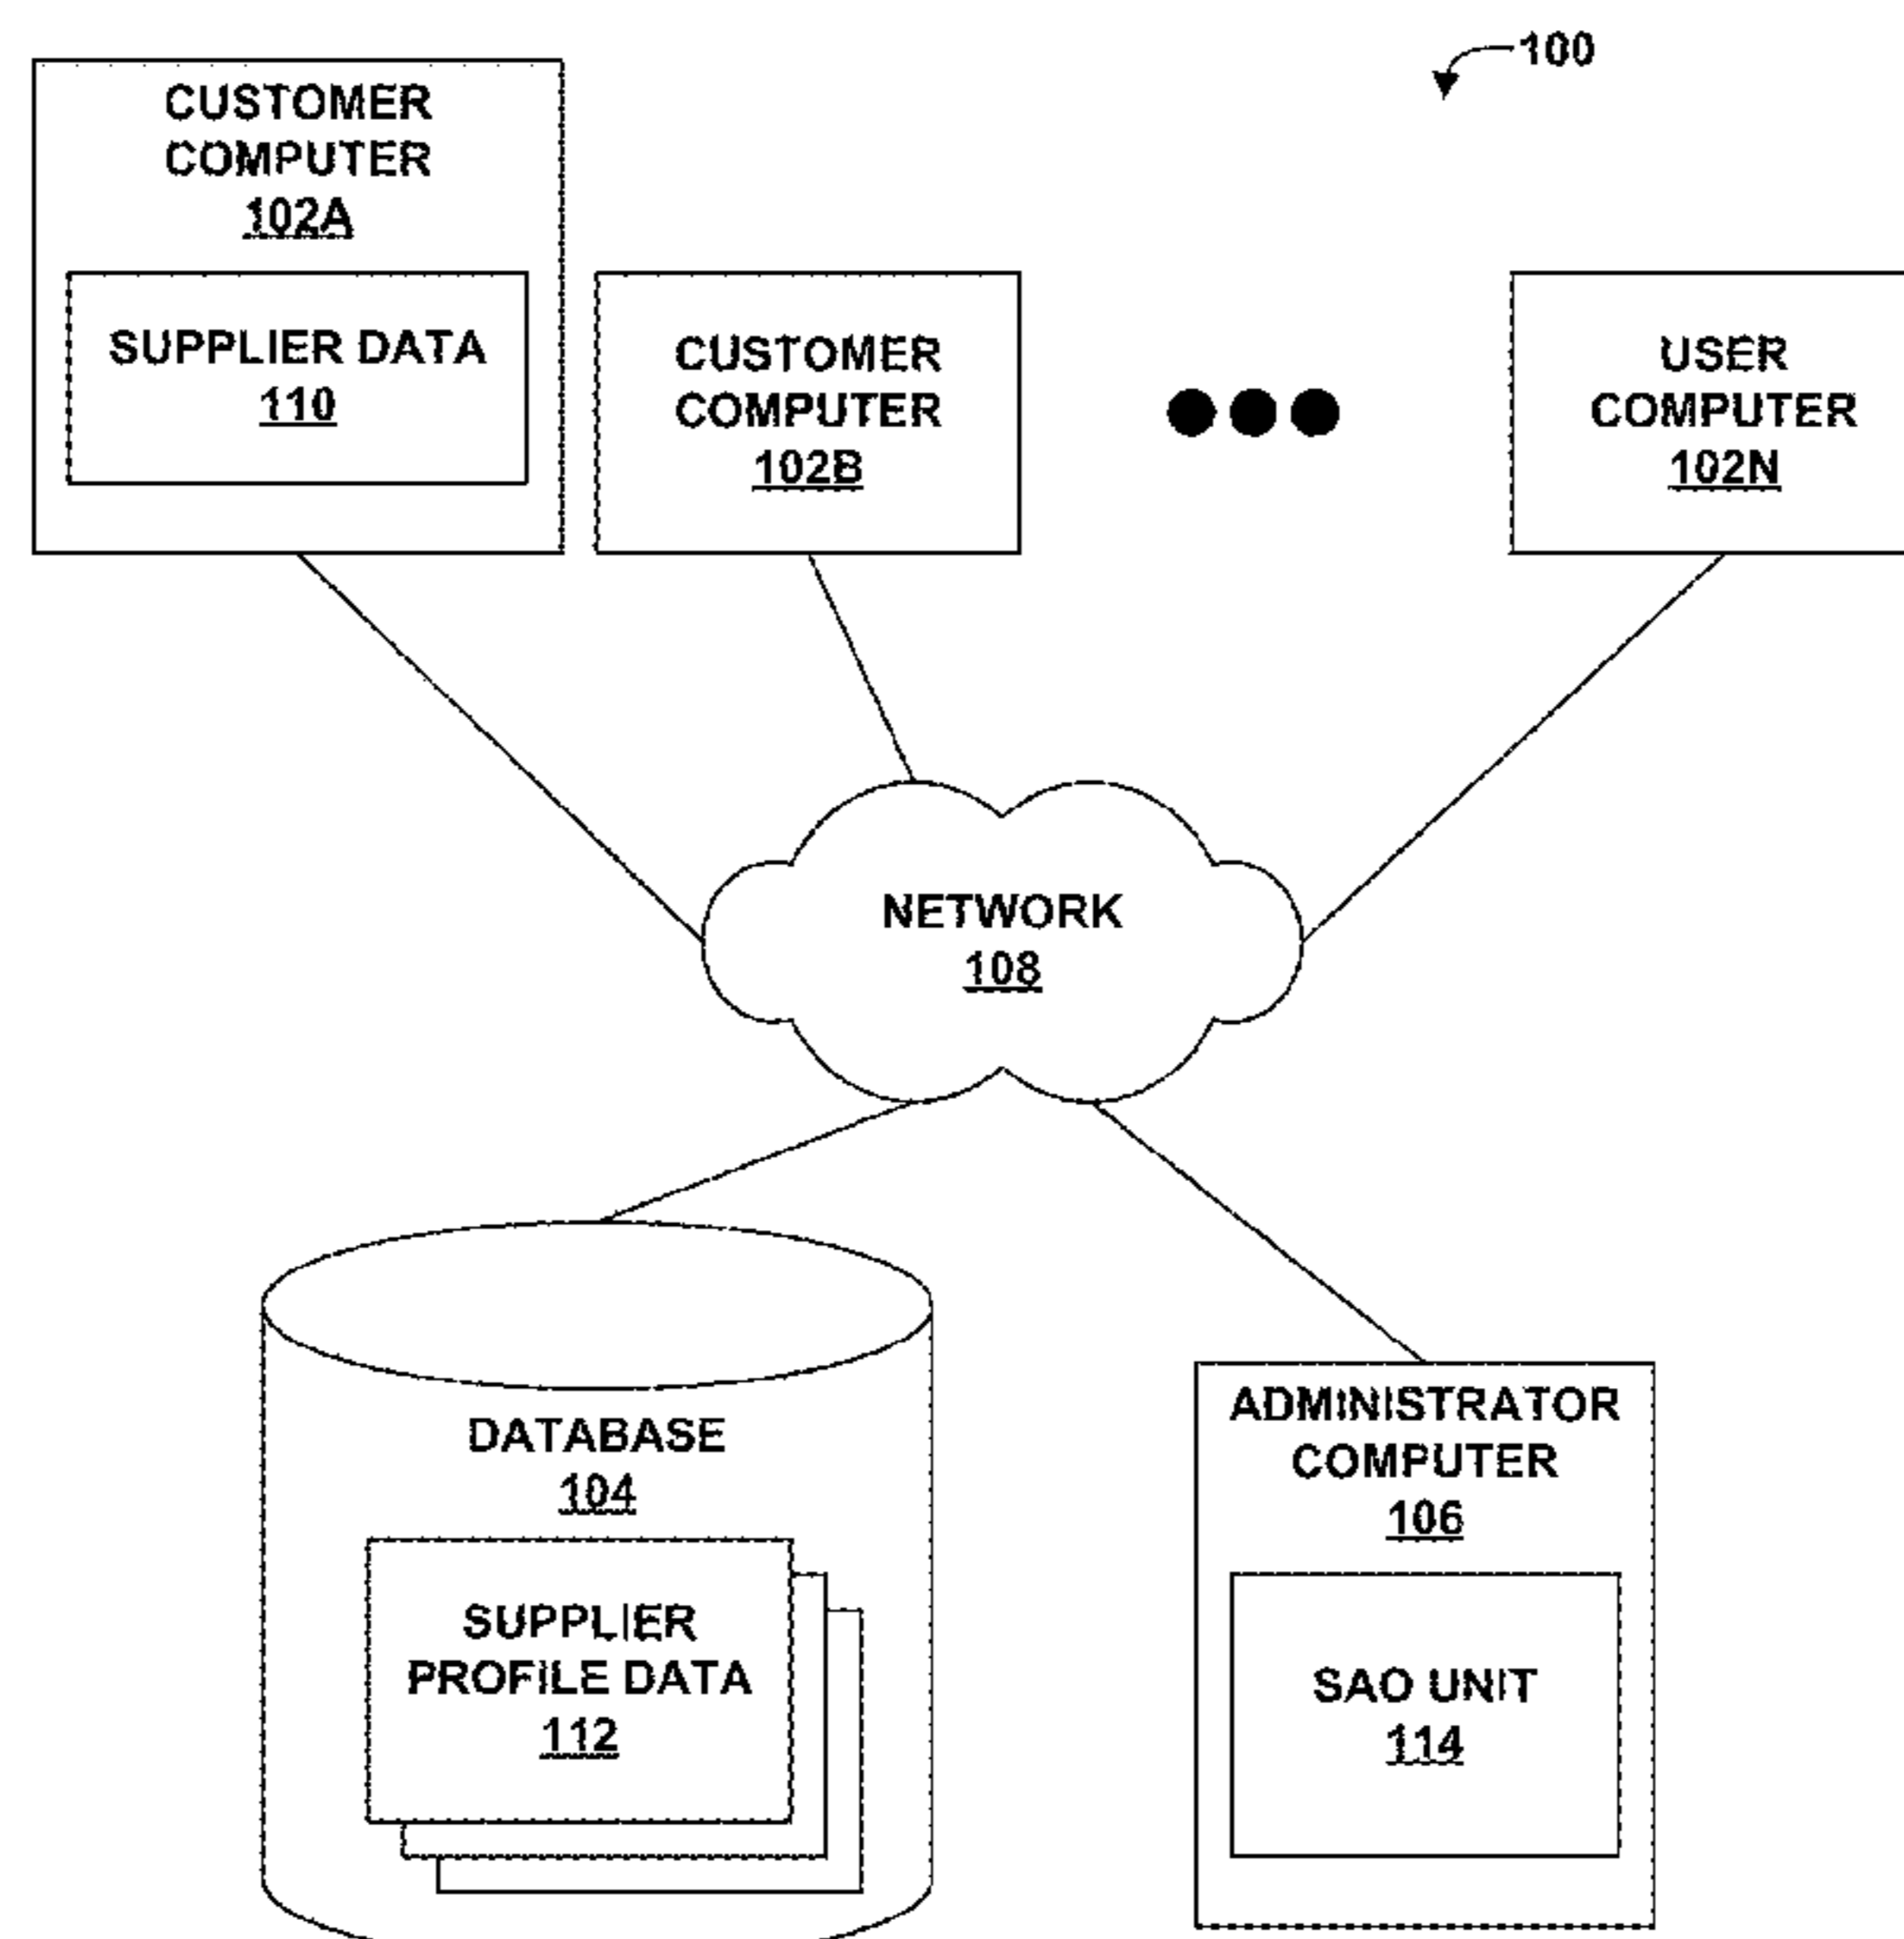 100
CUSTOMER
COMPUTER
102A
SUPPLIER DATA
110
CUSTOMER
COMPUTER
102B
USER
COMPUTER
102N
NETWORK
108
DATABASE
104
SUPPLIER
PROFILE DATA
112
ADMINISTRATOR
COMPUTER
106
SAO UNIT
114